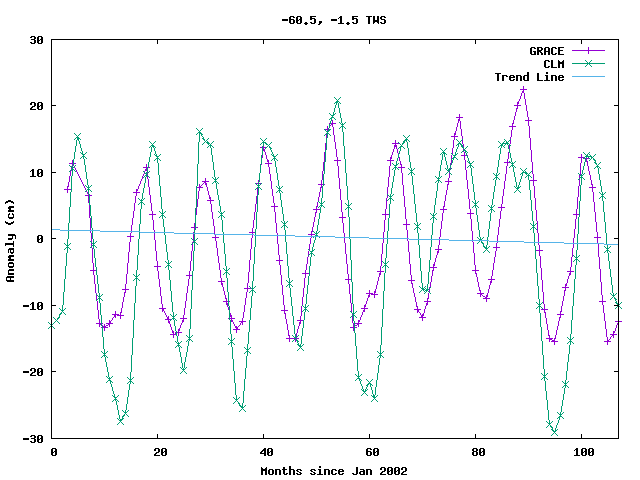 -60.5, -1.5 TWS
GRACE
CLM
Trend Line
30
20
10
0
-10
-20
-30
Anomaly (cm)
0 20 40 60 80 100
Months since Jan 2002